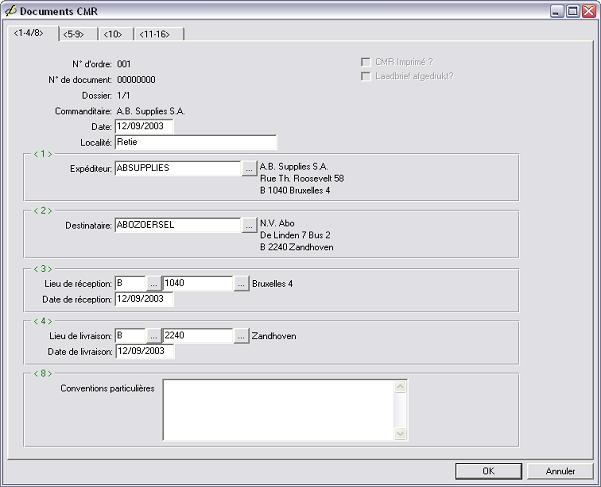 Documents CMR
<1-4/8> <5-9> <10> <11-16>
N° d'ordre: 001
CMR Imprimé ?
N° de document: 00000000
Laadbrief afgedrukt?
Dossier: 1/1
Commanditaire: A.B. Supplies S.A.
Date: 12/09/2003
Localité: Retie
<1>
Expéditeur: ABSUPPLIES ... A.B. Supplies S.A.
Rue Th. Roosevelt 58
B 1040 Bruxelles 4
<2>
Destinataire: ABOZOERSEL ... N.V. Abo
De Linden 7 Bus 2
B 2240 Zandhoven
<3>
Lieu de réception: B ... 1040 ... Bruxelles 4
Date de réception: 12/09/2003
<4>
Lieu de livraison: B ... 2240 ... Zandhoven
Date de livraison: 12/09/2003
<8>
Conventions particulières
OK Annuler